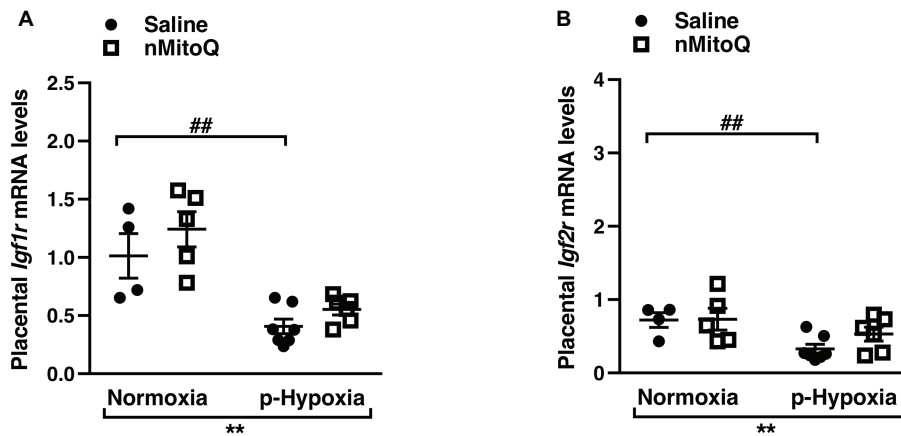 A
Saline
nMitoQ
Placental Igf1r mRNA levels
2.5
2.0
1.5
1.0
0.5
0.0
##
Normoxia p-Hypoxia
**
B
Saline
nMitoQ
Placental Igf2r mRNA levels
4
3
2
1
0
##
Normoxia p-Hypoxia
**